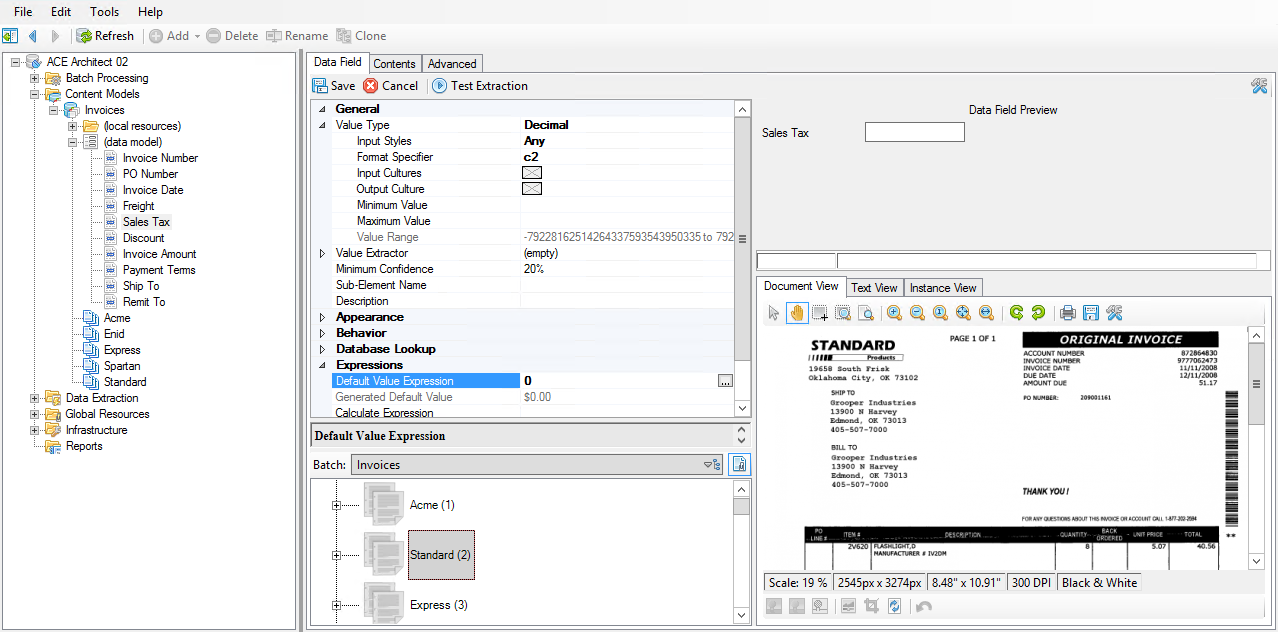 File Edit Tools Help
Refresh Add Delete Rename Clone
ACE Architect 02
Batch Processing
Content Models
Invoices
(local resources)
(data model)
Invoice Number
PO Number
Invoice Date
Freight
Sales Tax
Discount
Invoice Amount
Payment Terms
Ship To
Remit To
Acme
Enid
Express
Spartan
Standard
Data Extraction
Global Resources
Infrastructure
Reports
Data Field Contents Advanced
Save Cancel Test Extraction
General
Value Type Decimal
Input Styles Any
Format Specifier c2
Input Cultures
Output Culture
Minimum Value
Maximum Value
Value Range -79228162514264337593543950335 to 792
Value Extractor (empty)
Minimum Confidence 20%
Sub-Element Name
Description
Appearance
Behavior
Database Lookup
Expressions
Default Value Expression 0 ...
Generated Default Value $0.00
Calculate Expression
Default Value Expression
Batch: Invoices
Acme (1)
Standard (2)
Express (3)
Data Field Preview
Sales Tax
Document View Text View Instance View
STANDARD
Products
19658 South Frisk
Oklahoma City, OK 73102
PAGE 1 OF 1
ORIGINAL INVOICE
ACCOUNT NUMBER 872864830
INVOICE NUMBER 9777062473
INVOICE DATE 11/11/2008
DUE DATE 12/11/2008
AMOUNT DUE 51.17
PO NUMBER: 209001161
SHIP TO
Grooper Industries
13900 N Harvey
Edmond, OK 73013
405-507-7000
BILL TO
Grooper Industries
13900 N Harvey
Edmond, OK 73013
405-507-7000
THANK YOU !
FOR ANY QUESTIONS ABOUT THIS INVOICE OR ACCOUNT CALL 1-877-202-2594
PO LINE # ITEM # DESCRIPTION QUANTITY BACK ORDERED UNIT PRICE TOTAL **
2V620 FLASHLIGHT,D 8 5.07 40.56
MANUFACTURER # IV2DM
Scale: 19 % 2545px x 3274px 8.48" x 10.91" 300 DPI Black & White